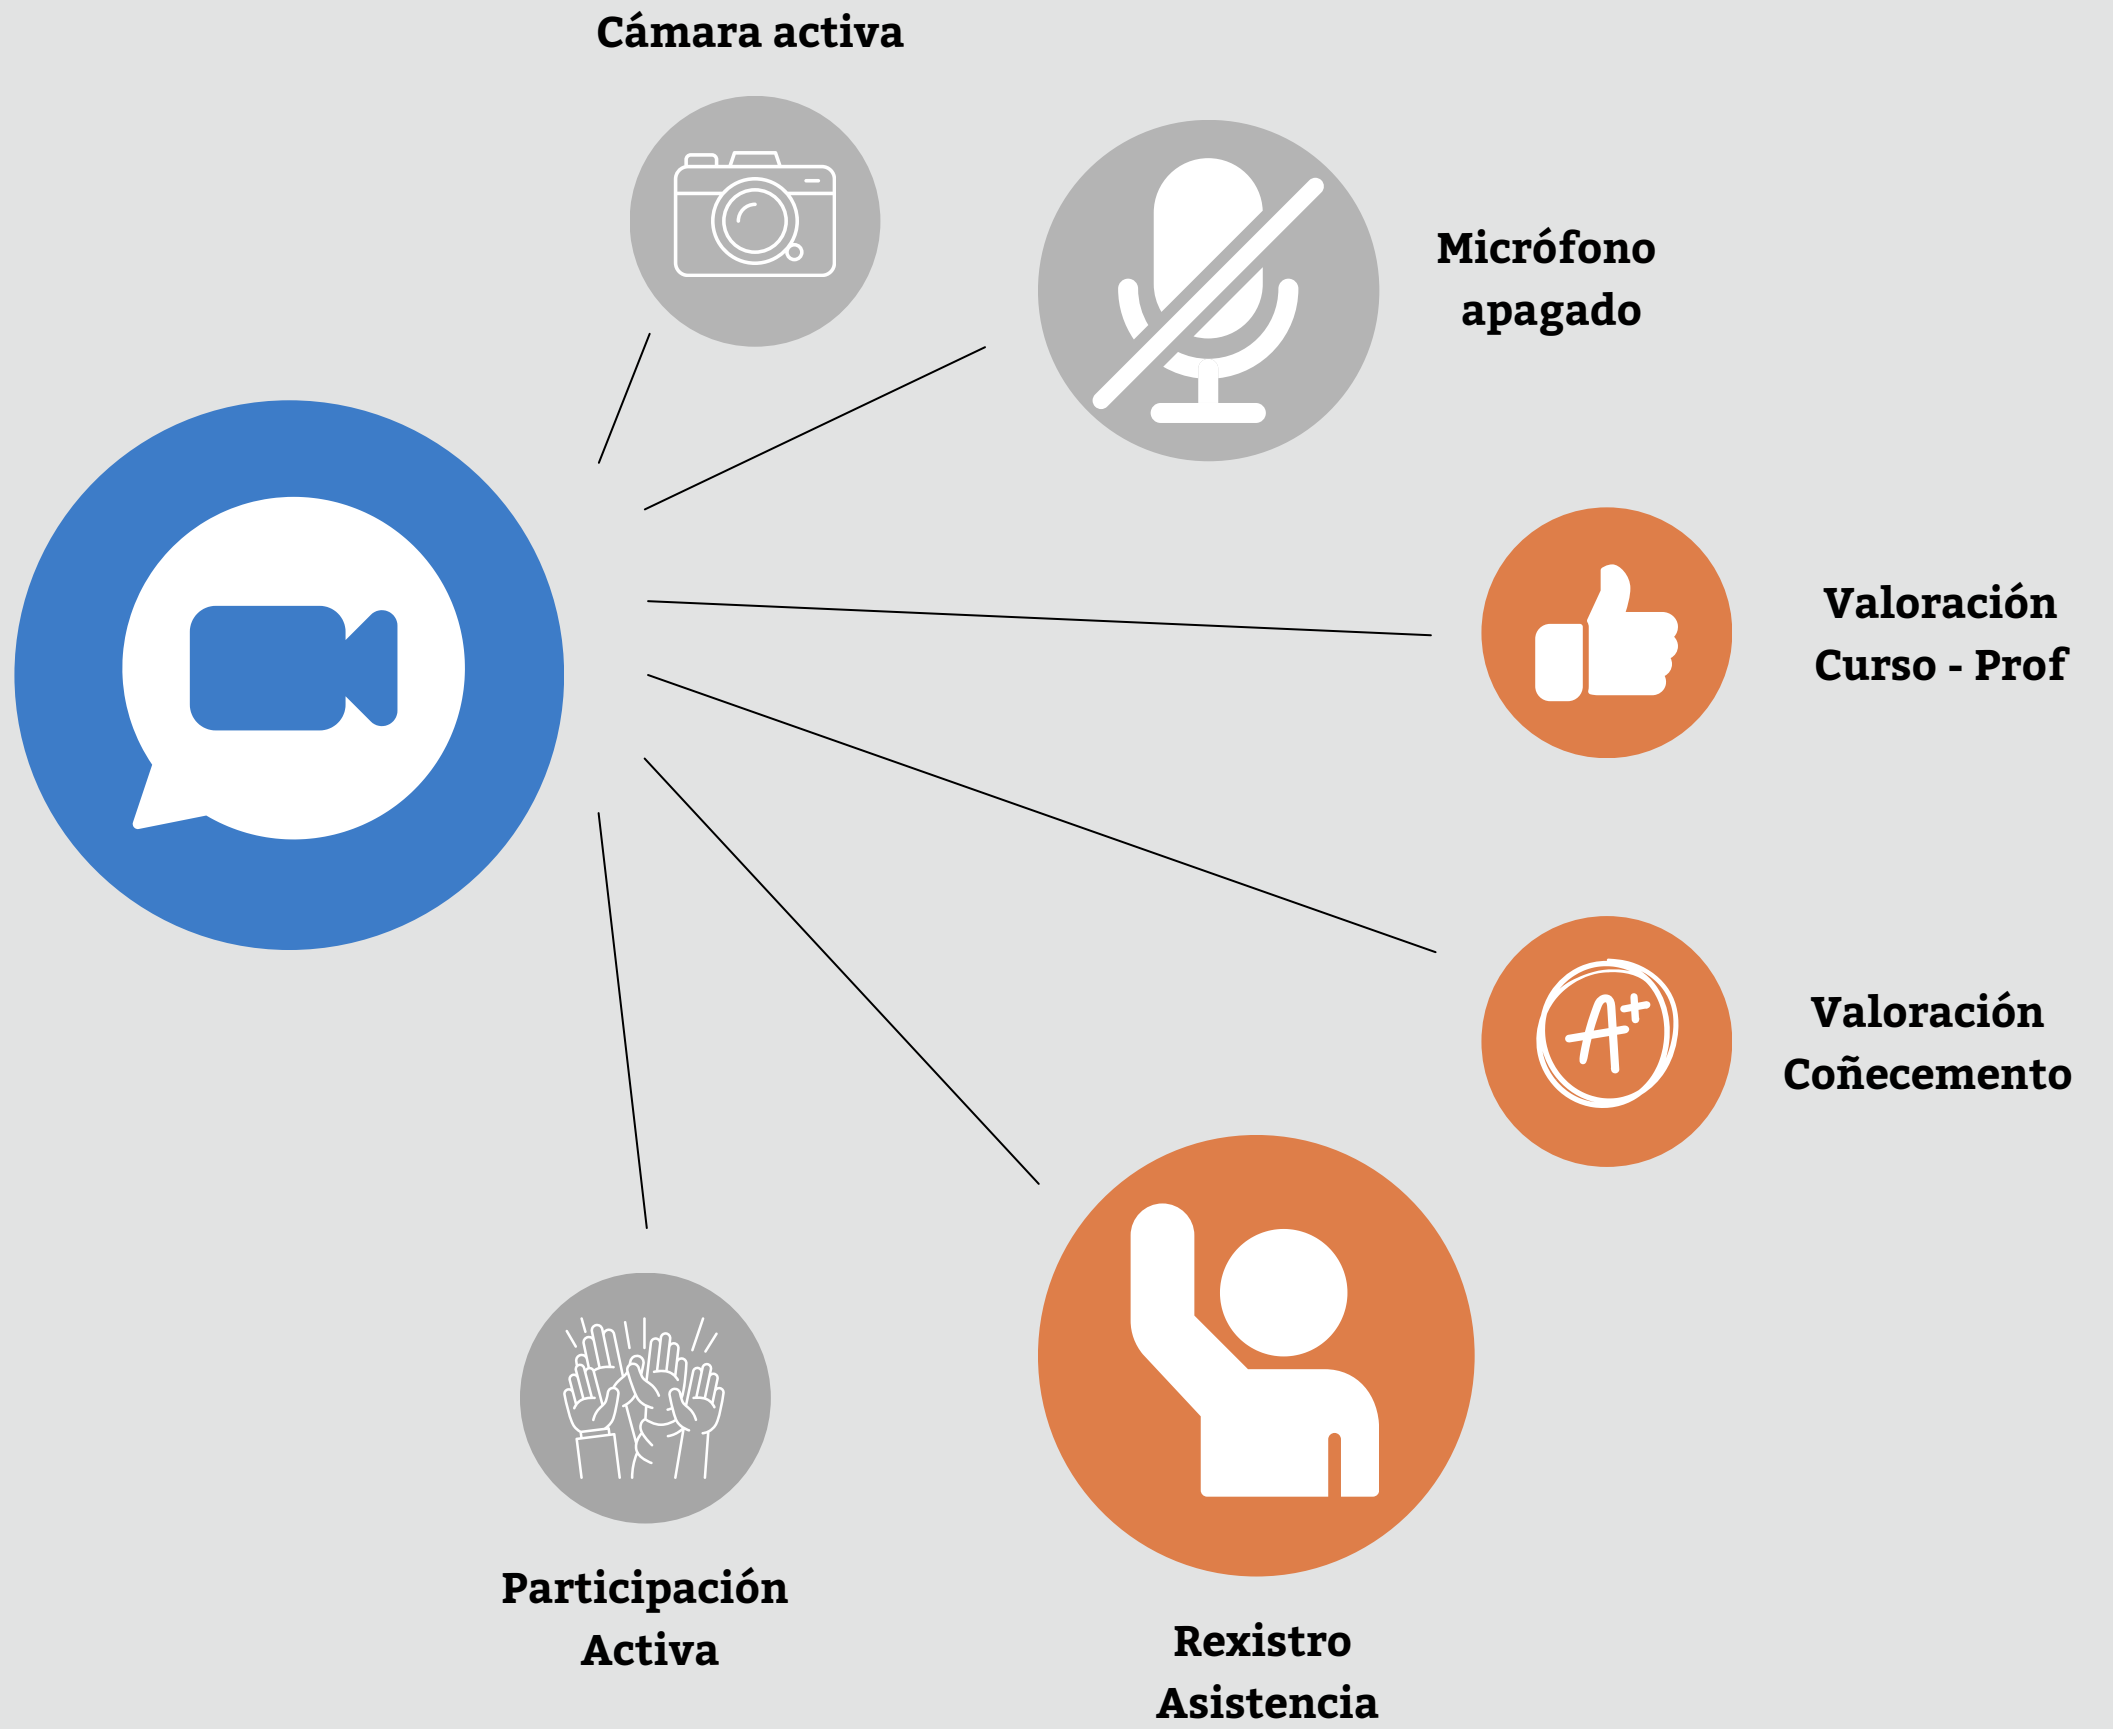 Cámara activa
Micrófono
apagado
Valoración
Curso - Prof
Valoración
Coñecemento
A+
Rexistro
Asistencia
Participación
Activa